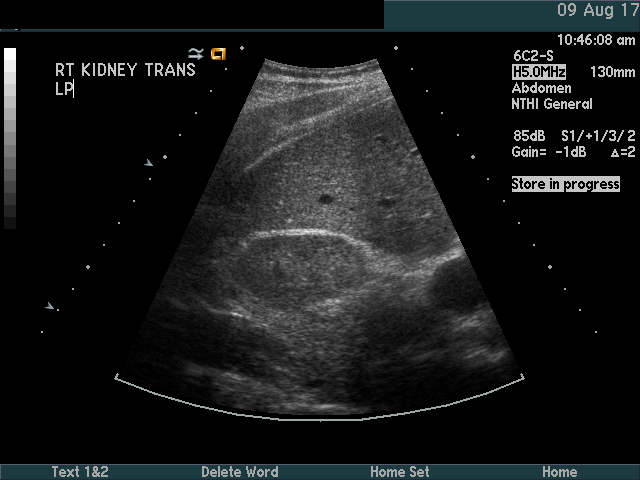 09 Aug 17
10:46:08 am
RT KIDNEY TRANS
LP
6C2-S
H5.0MHz 130mm
Abdomen
NTHI General
85dB S1/+1/3/2
Gain= -1dB Δ=2
Store in progress
Text 1&2 Delete Word Home Set Home